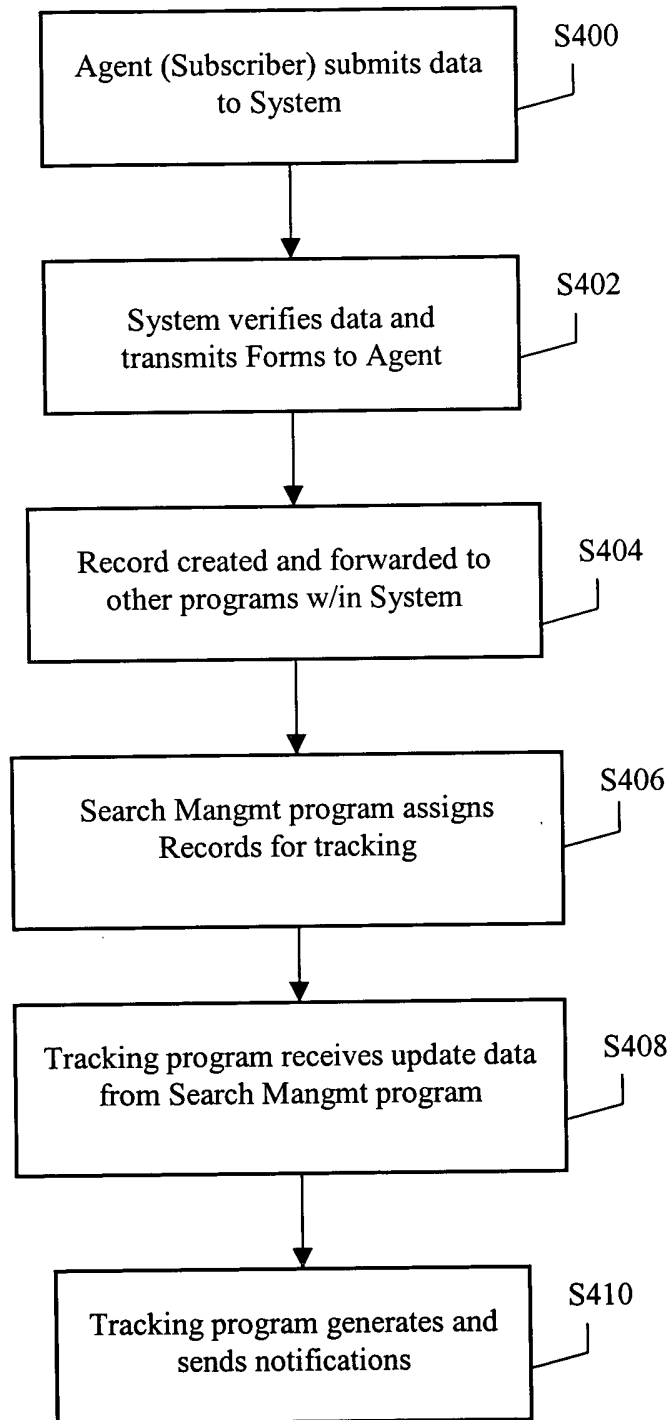 S400
Agent (Subscriber) submits data
to System
S402
System verifies data and
transmits Forms to Agent
S404
Record created and forwarded to
other programs w/in System
S406
Search Mangmt program assigns
Records for tracking
S408
Tracking program receives update data
from Search Mangmt program
S410
Tracking program generates and
sends notifications